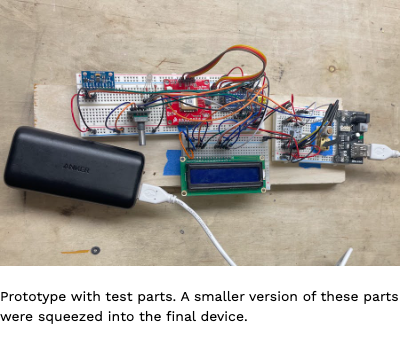 Prototype with test parts. A smaller version of these parts
were squeezed into the final device.